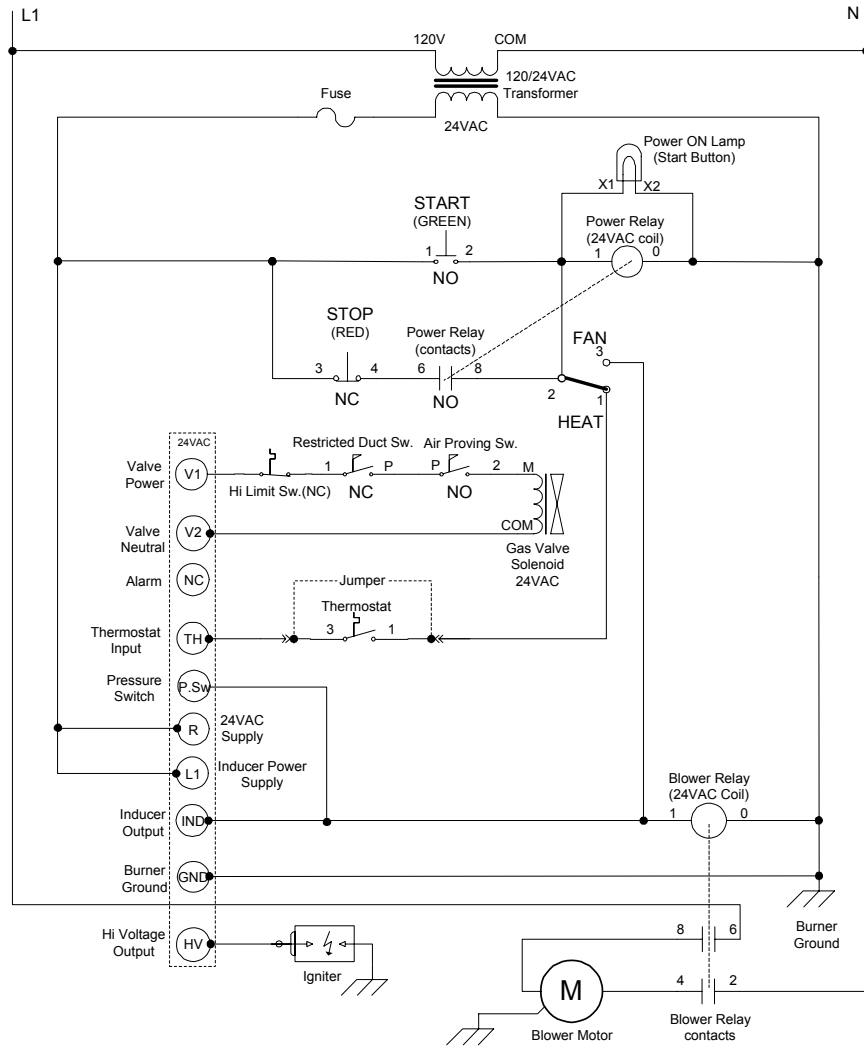 L1
N
120V
COM
120/24VAC
Transformer
Fuse
24VAC
Power ON Lamp
(Start Button)
X1
X2
START
(GREEN)
Power Relay
(24VAC coil)
1
2
1
0
NO
STOP
(RED)
Power Relay
(contacts)
FAN
3
3
4
6
8
2
1
NC
NO
HEAT
24VAC
Valve
Power
V1
Restricted Duct Sw.
Air Proving Sw.
1
P
P
2
M
Hi Limit Sw.(NC)
NC
NO
Valve
Neutral
V2
COM
Gas Valve
Solenoid
24VAC
Alarm
NC
Jumper
Thermostat
Thermostat
Input
TH
3
1
Pressure
Switch
P.Sw
R
24VAC
Supply
L1
Inducer Power
Supply
Blower Relay
(24VAC Coil)
Inducer
Output
IND
1
0
Burner
Ground
GND
Burner
Ground
Hi Voltage
Output
HV
Igniter
8
6
M
4
2
Blower Motor
Blower Relay
contacts